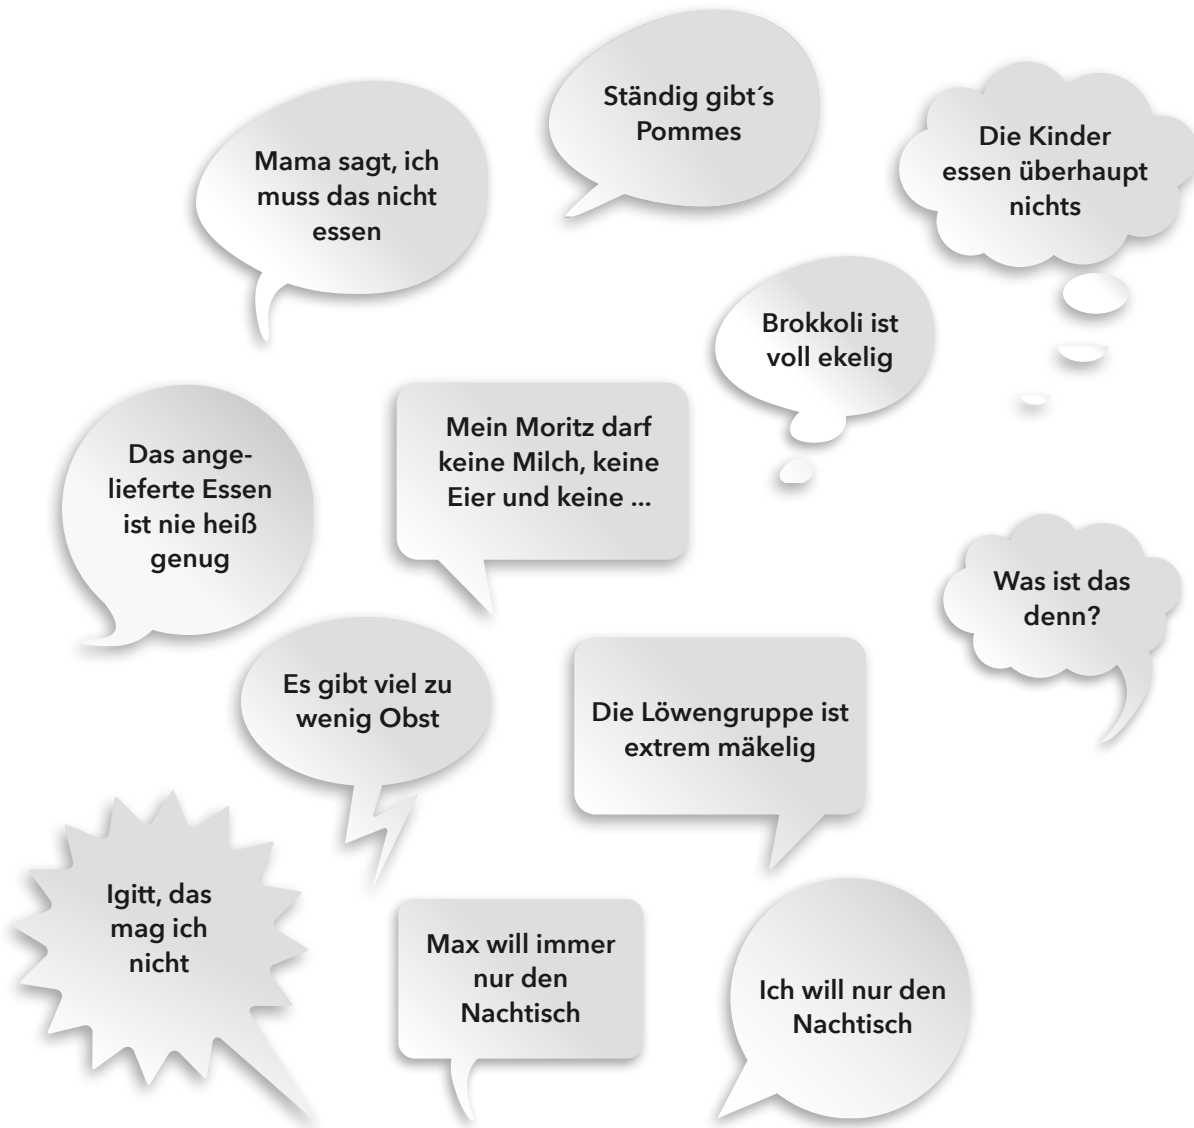 Ständig gibt´s
Pommes
Mama sagt, ich
muss das nicht
essen
Die Kinder
essen überhaupt
nichts
Brokkoli ist
voll ekelig
Das ange-
lieferte Essen
ist nie heiß
genug
Mein Moritz darf
keine Milch, keine
Eier und keine ...
Was ist das
denn?
Es gibt viel zu
wenig Obst
Die Löwengruppe ist
extrem mäkelig
Igitt, das
mag ich
nicht
Max will immer
nur den
Nachtisch
Ich will nur den
Nachtisch